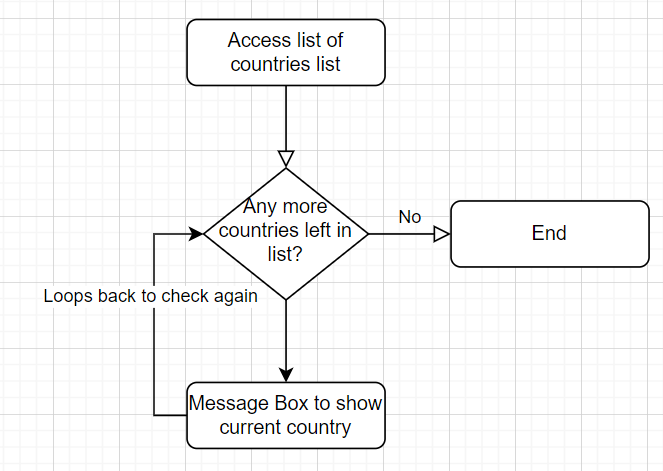 Access list of
countries list
Any more
countries left in
list?
No
End
Loops back to check again
Message Box to show
current country